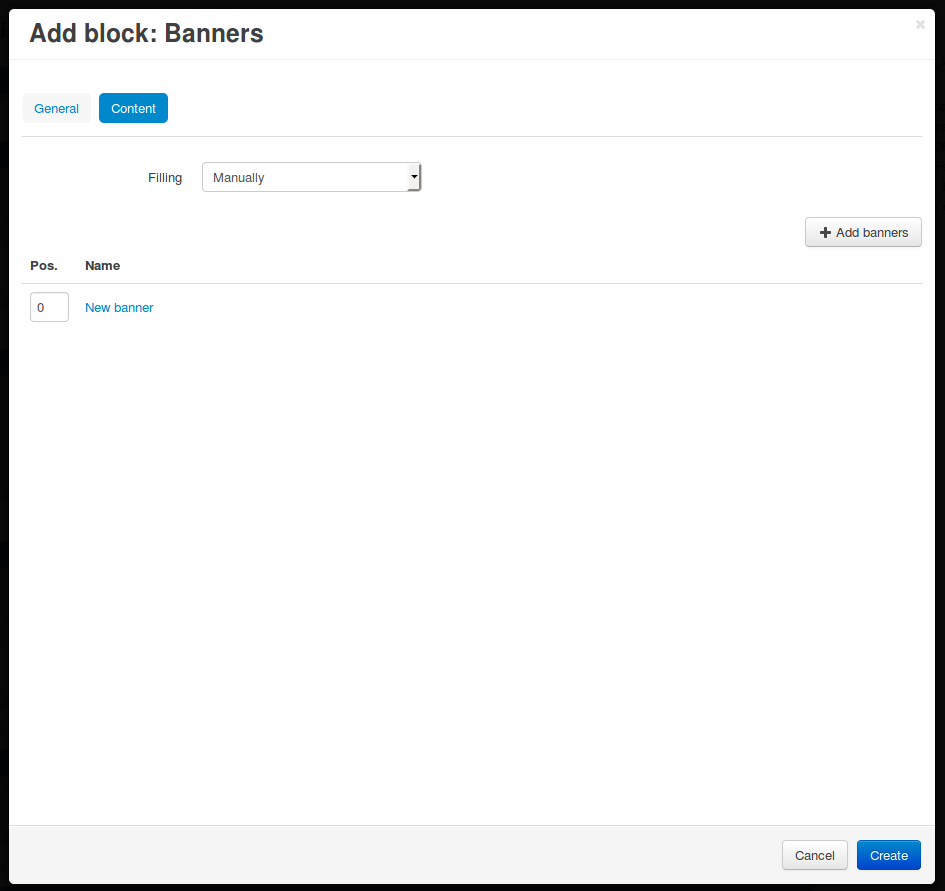 Add block: Banners
General Content
Filling Manually
Add banners
Pos. Name
0 New banner
Cancel Create